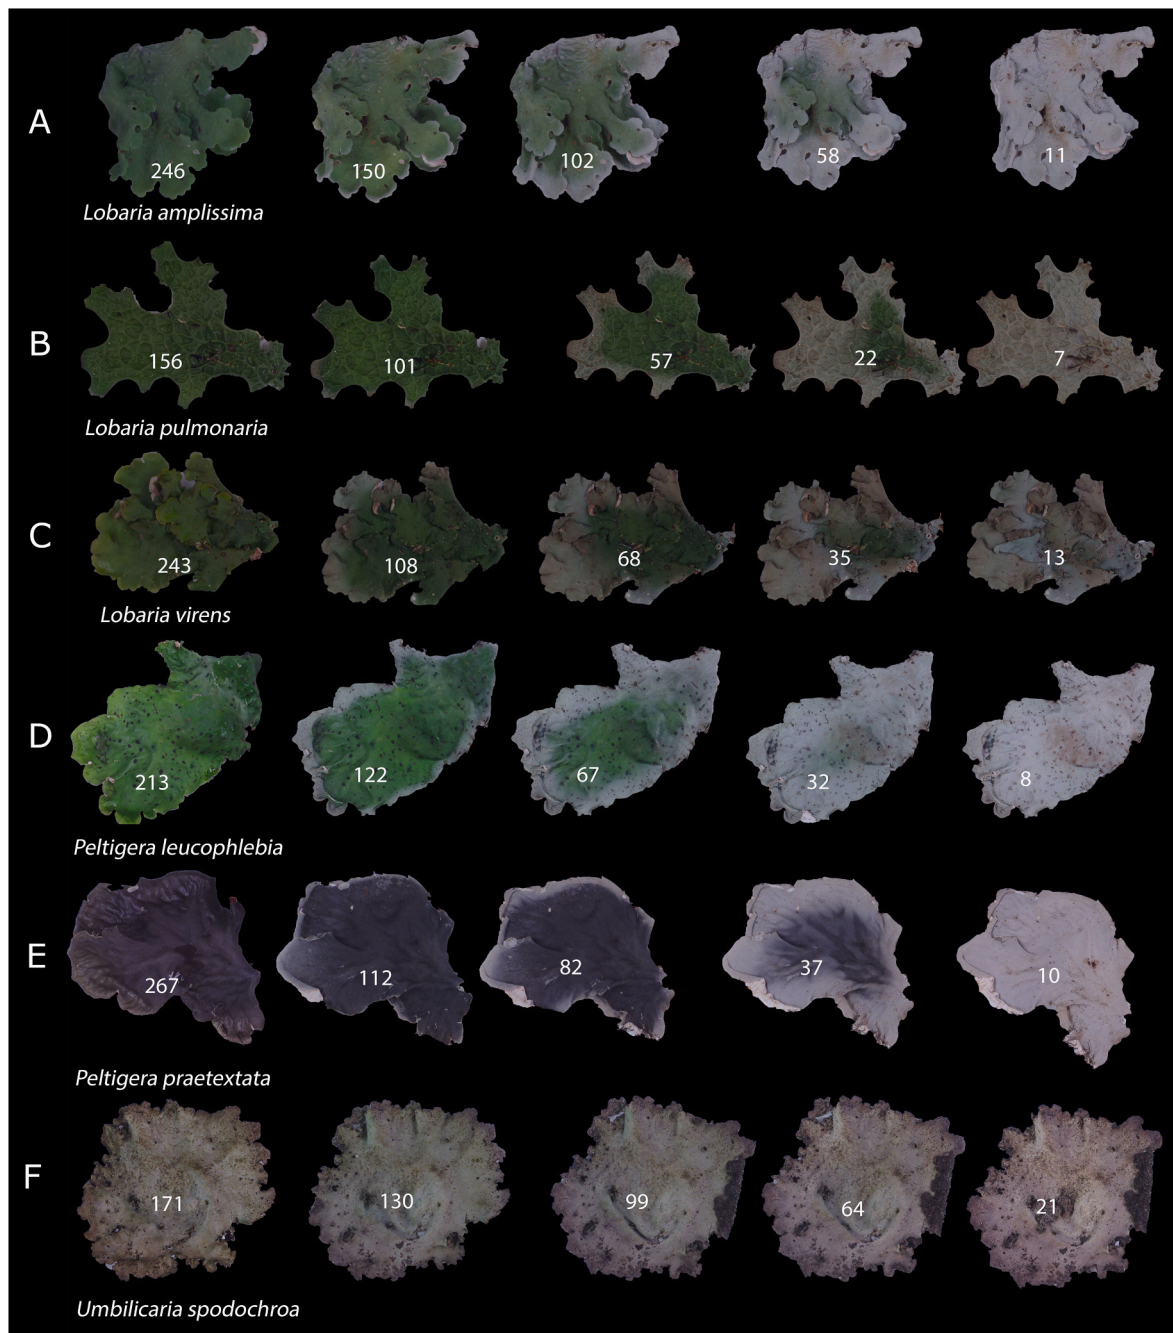 A
246
150
102
58
11
Lobaria amplissima
B
156
101
57
22
7
Lobaria pulmonaria
C
243
108
68
35
13
Lobaria virens
D
213
122
67
32
8
Peltigera leucophlebia
E
267
112
82
37
10
Peltigera praetextata
F
171
130
99
64
21
Umbilicaria spodochroa